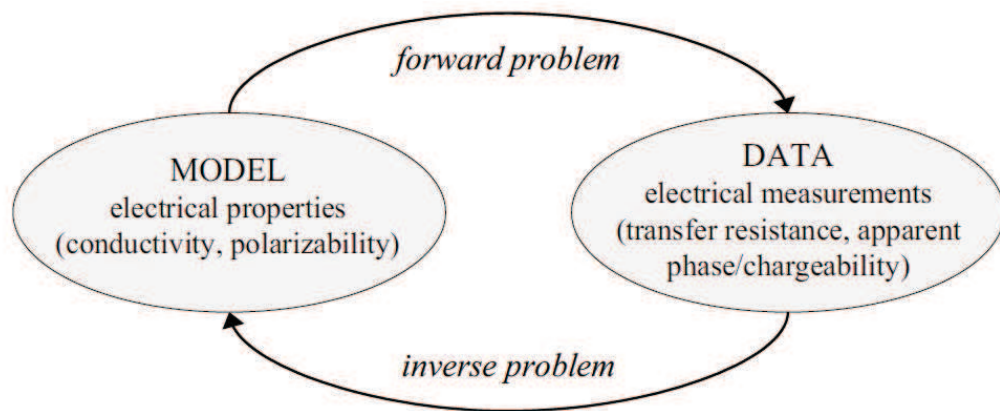 forward problem
MODEL
electrical properties
(conductivity, polarizability)
DATA
electrical measurements
(transfer resistance, apparent
phase/chargeability)
inverse problem